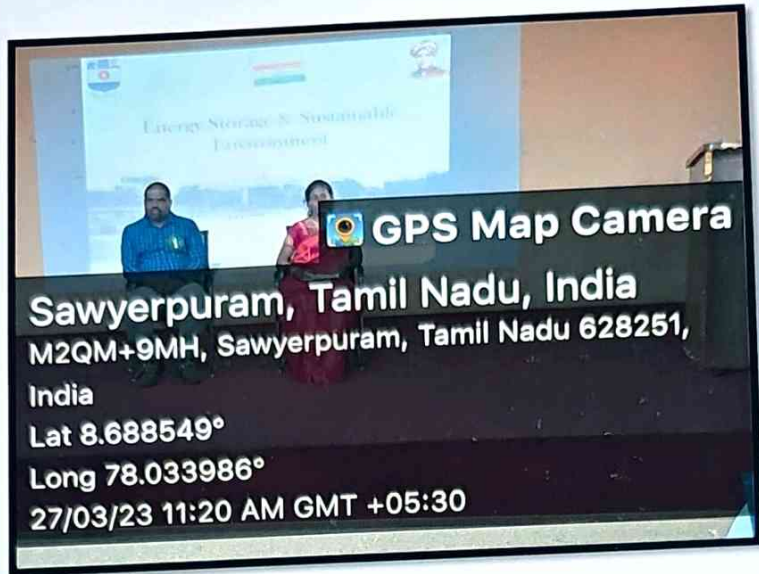 Energy Storage & Sustainable
Environment
GPS Map Camera
Sawyerpuram, Tamil Nadu, India
M2QM+9MH, Sawyerpuram, Tamil Nadu 628251,
India
Lat 8.688549°
Long 78.033986°
27/03/23 11:20 AM GMT +05:30